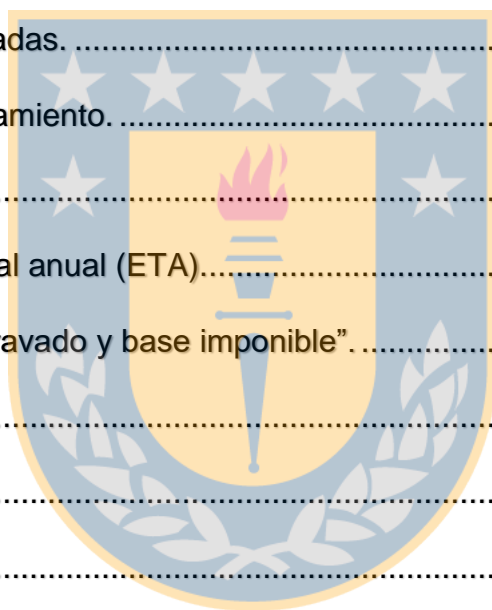 adas. ........................................................
amiento. ..................................................
.................................................................
al anual (ETA)........................................
ravado y base imponible”. ................
.................................................................
.................................................................
.................................................................